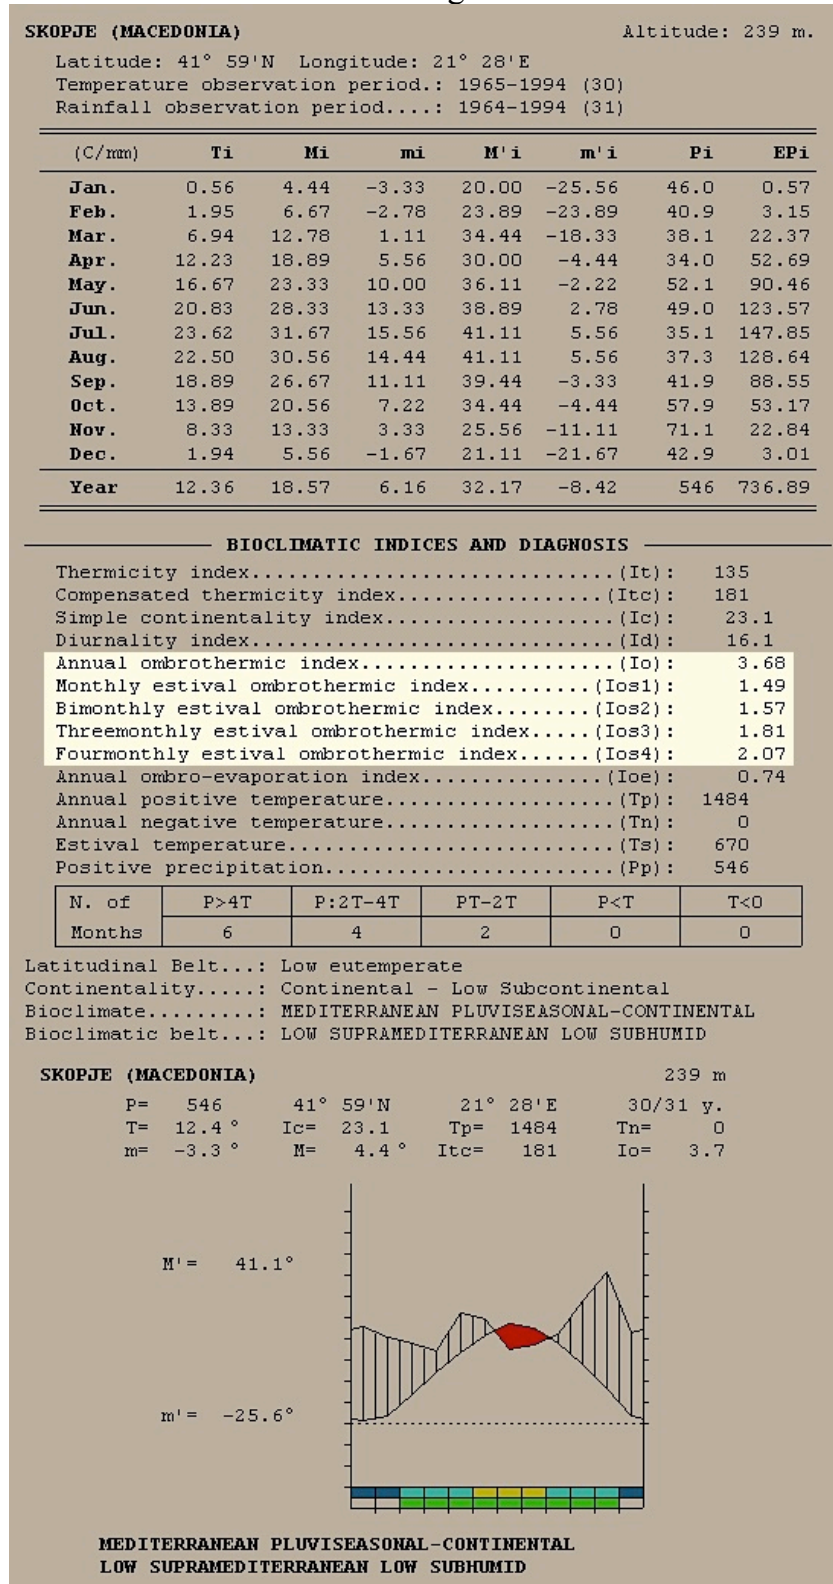 SKOPJE (MACEDONIA) Altitude: 239 m.
Latitude: 41° 59'N Longitude: 21° 28'E
Temperature observation period.: 1965-1994 (30)
Rainfall observation period....: 1964-1994 (31)
(C/mm) Ti Mi mi M'i m'i Pi EPi
Jan. 0.56 4.44 -3.33 20.00 -25.56 46.0 0.57
Feb. 1.95 6.67 -2.78 23.89 -23.89 40.9 3.15
Mar. 6.94 12.78 1.11 34.44 -18.33 38.1 22.37
Apr. 12.23 18.89 5.56 30.00 -4.44 34.0 52.69
May. 16.67 23.33 10.00 36.11 -2.22 52.1 90.46
Jun. 20.83 28.33 13.33 38.89 2.78 49.0 123.57
Jul. 23.62 31.67 15.56 41.11 5.56 35.1 147.85
Aug. 22.50 30.56 14.44 41.11 5.56 37.3 128.64
Sep. 18.89 26.67 11.11 39.44 -3.33 41.9 88.55
Oct. 13.89 20.56 7.22 34.44 -4.44 57.9 53.17
Nov. 8.33 13.33 3.33 25.56 -11.11 71.1 22.84
Dec. 1.94 5.56 -1.67 21.11 -21.67 42.9 3.01
Year 12.36 18.57 6.16 32.17 -8.42 546 736.89
BIOCLIMATIC INDICES AND DIAGNOSIS
Thermicity index..............................(It): 135
Compensated thermicity index.................(Itc): 181
Simple continentality index...................(Ic): 23.1
Diurnality index..............................(Id): 16.1
Annual ombrothermic index.....................(Io): 3.68
Monthly estival ombrothermic index..........(Ios1): 1.49
Bimonthly estival ombrothermic index........(Ios2): 1.57
Threemonthly estival ombrothermic index.....(Ios3): 1.81
Fourmonthly estival ombrothermic index......(Ios4): 2.07
Annual ombro-evaporation index...............(Ioe): 0.74
Annual positive temperature...................(Tp): 1484
Annual negative temperature...................(Tn): 0
Estival temperature...........................(Ts): 670
Positive precipitation........................(Pp): 546
N. of P>4T P:2T-4T PT-2T P<T T<0
Months 6 4 2 0 0
Latitudinal Belt...: Low eutemperate
Continentality.....: Continental - Low Subcontinental
Bioclimate.........: MEDITERRANEAN PLUVISEASONAL-CONTINENTAL
Bioclimatic belt...: LOW SUPRAMEDITERRANEAN LOW SUBHUMID
SKOPJE (MACEDONIA) 239 m
P= 546 41° 59'N 21° 28'E 30/31 y.
T= 12.4° Ic= 23.1 Tp= 1484 Tn= 0
m= -3.3° M= 4.4° Itc= 181 Io= 3.7
M'= 41.1°
m'= -25.6°
MEDITERRANEAN PLUVISEASONAL-CONTINENTAL
LOW SUPRAMEDITERRANEAN LOW SUBHUMID